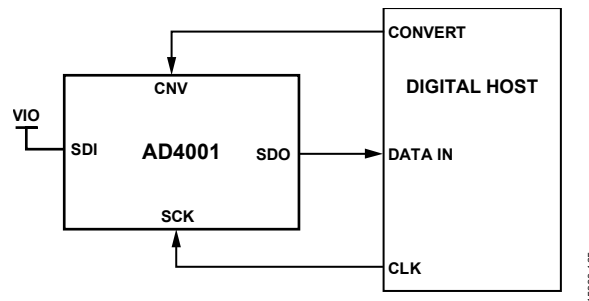 CONVERT
CNV
DIGITAL HOST
VIO
SDI
AD4001
SDO
DATA IN
SCK
CLK